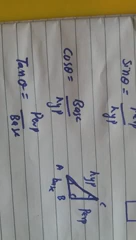 Sinθ = Perp
hyp
Cosθ = Base
hyp
Tanθ = Perp
Base
hyp
C
Perp
A
base
B